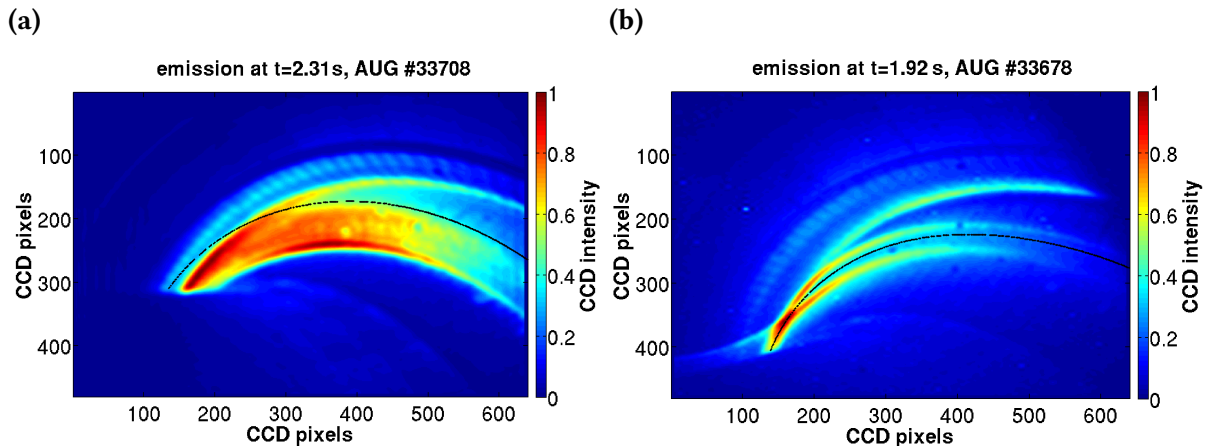 (a)
emission at t=2.31s, AUG #33708
CCD pixels
100
200
300
400
100 200 300 400 500 600
CCD pixels
1
0.8
0.6
0.4
0.2
0
CCD intensity
(b)
emission at t=1.92 s, AUG #33678
CCD pixels
100
200
300
400
100 200 300 400 500 600
CCD pixels
1
0.8
0.6
0.4
0.2
0
CCD intensity